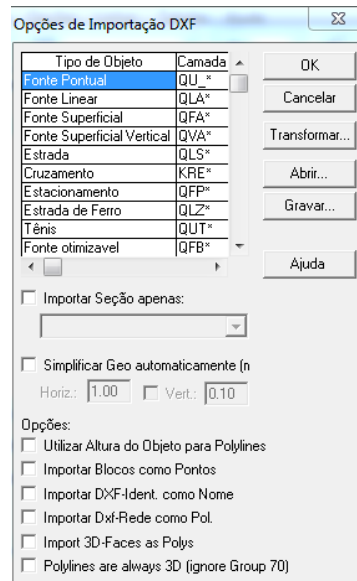 Opções de Importação DXF
Tipo de Objeto Camada
Fonte Pontual QU_*
Fonte Linear QLA*
Fonte Superficial QFA*
Fonte Superficial Vertical QVA*
Estrada QLS*
Cruzamento KRE*
Estacionamento QFP*
Estrada de Ferro QLZ*
Tênis QUT*
Fonte otimizavel QFB*
OK
Cancelar
Transformar...
Abrir...
Gravar...
Ajuda
Importar Seção apenas:
Simplificar Geo automaticamente (n
Horiz.: 1.00 Vert.: 0.10
Opções:
Utilizar Altura do Objeto para Polylines
Importar Blocos como Pontos
Importar DXF-Ident. como Nome
Importar Dxf-Rede como Pol.
Import 3D-Faces as Polys
Polylines are always 3D (ignore Group 70)